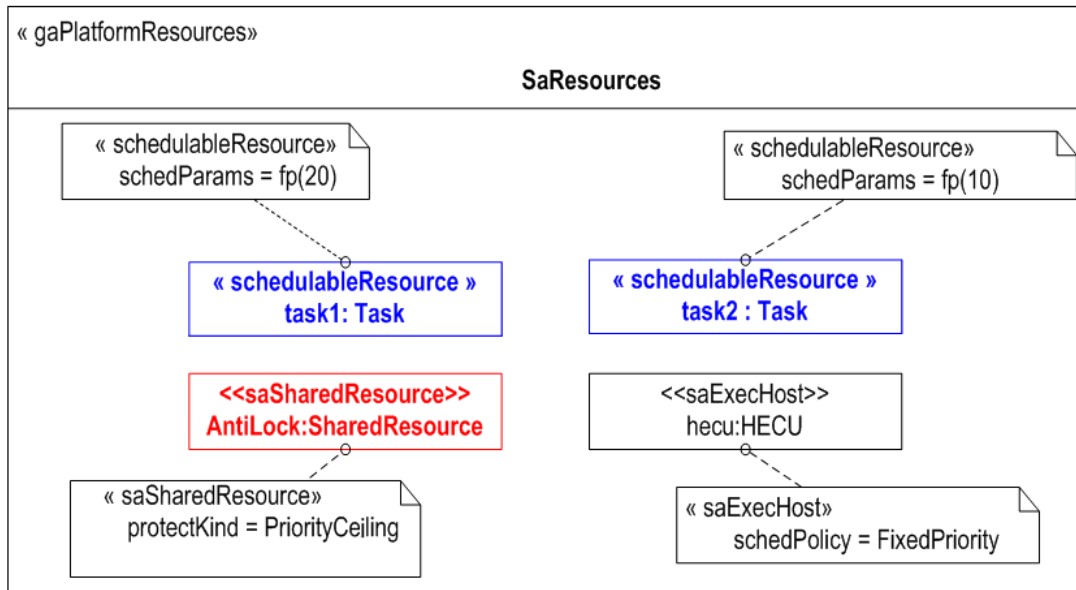 « gaPlatformResources»
SaResources
« schedulableResource»
schedParams = fp(20)
« schedulableResource»
schedParams = fp(10)
« schedulableResource »
task1: Task
« schedulableResource »
task2 : Task
<<saSharedResource>>
AntiLock:SharedResource
<<saExecHost>>
hecu:HECU
« saSharedResource»
protectKind = PriorityCeiling
« saExecHost»
schedPolicy = FixedPriority